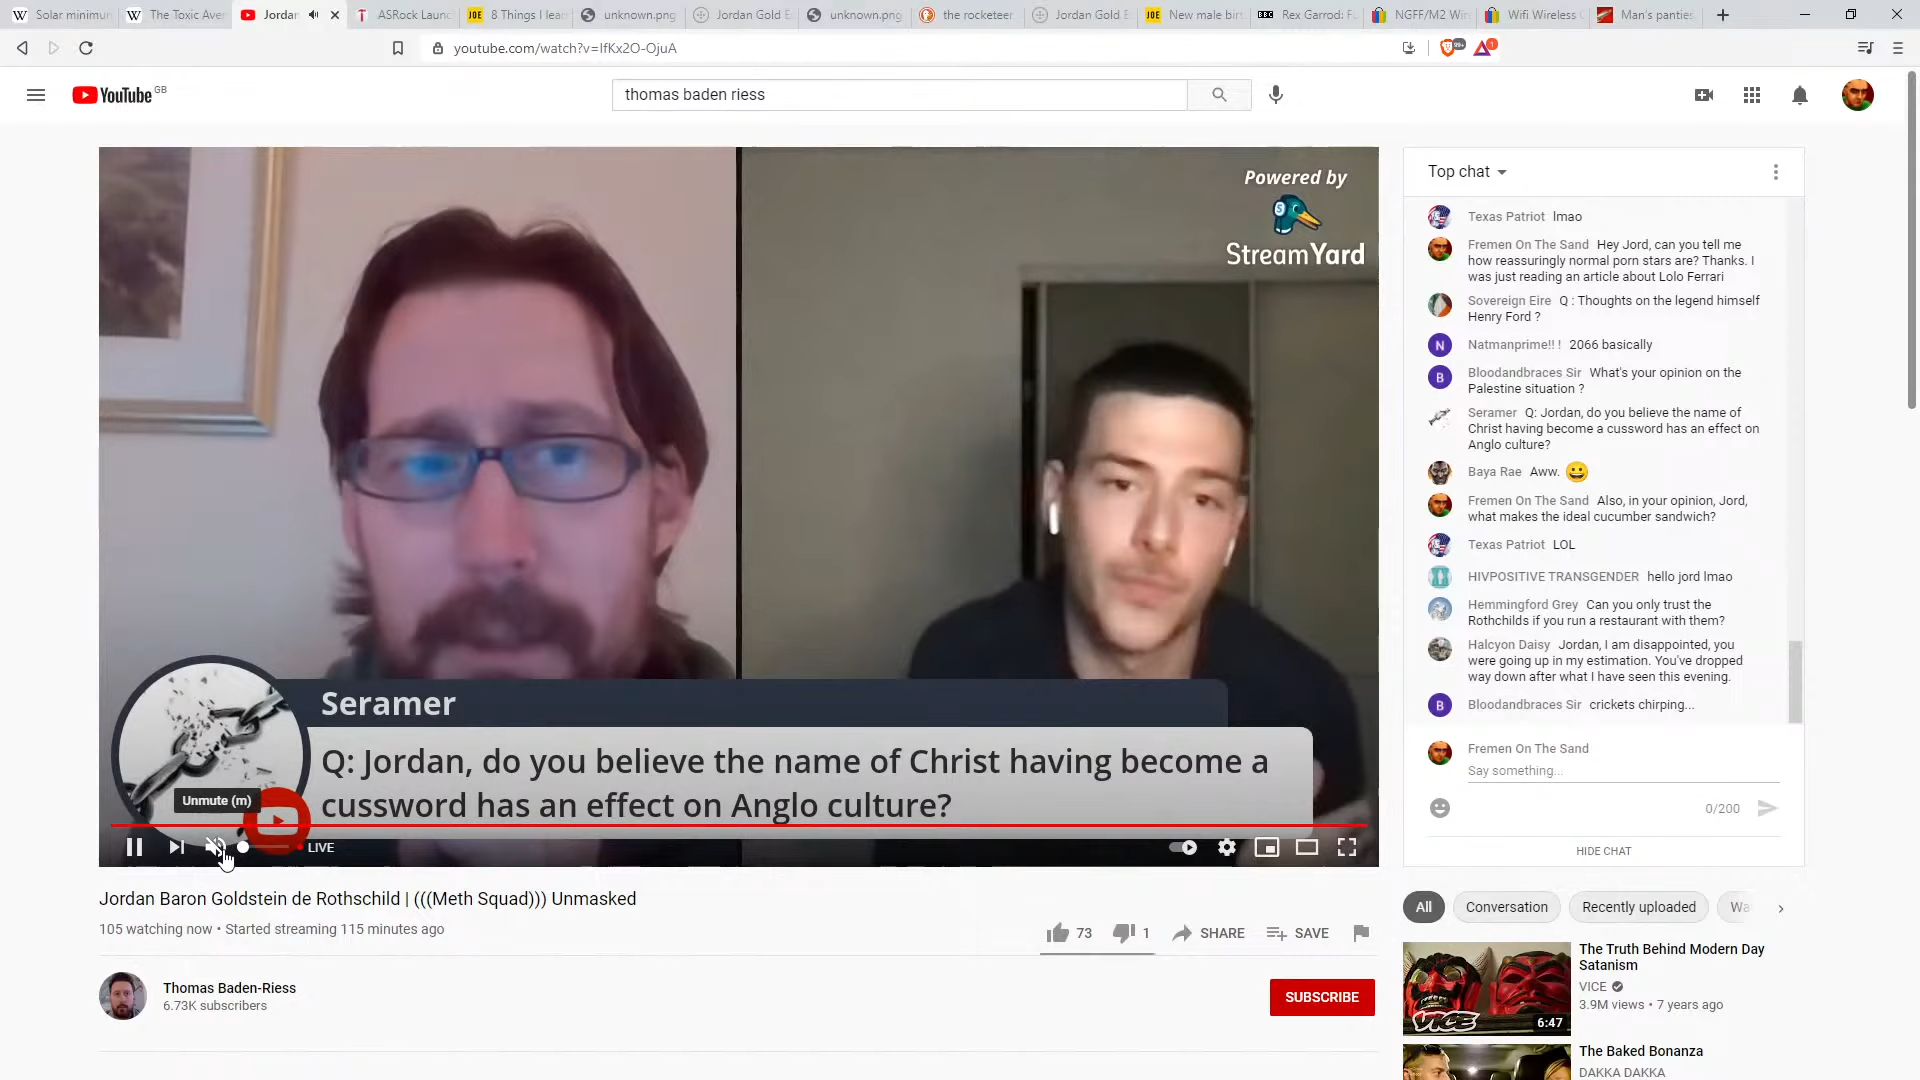 Solar minimun
The Toxic Aver
Jordan
ASRock Launc
8 Things I lear
unknown.png
Jordan Gold E
unknown.png
the rocketeer
Jordan Gold E
New male bir
Rex Garrod: F
NGFF/M2 Wir
Wifi Wireless C
Man's panties
youtube.com/watch?v=IfKx2O-OjuA
99+
1
YouTube GB
thomas baden riess
Powered by
StreamYard
Seramer
Q: Jordan, do you believe the name of Christ having become a
cussword has an effect on Anglo culture?
Unmute (m)
LIVE
Jordan Baron Goldstein de Rothschild | (((Meth Squad))) Unmasked
105 watching now • Started streaming 115 minutes ago
73
1
SHARE
SAVE
Thomas Baden-Riess
6.73K subscribers
SUBSCRIBE
Top chat
Texas Patriot lmao
Fremen On The Sand Hey Jord, can you tell me
how reassuringly normal porn stars are? Thanks. I
was just reading an article about Lolo Ferrari
Sovereign Eire Q : Thoughts on the legend himself
Henry Ford ?
N
Natmanprime!! ! 2066 basically
B
Bloodandbraces Sir What's your opinion on the
Palestine situation ?
Seramer Q: Jordan, do you believe the name of
Christ having become a cussword has an effect on
Anglo culture?
Baya Rae Aww. 😀
Fremen On The Sand Also, in your opinion, Jord,
what makes the ideal cucumber sandwich?
Texas Patriot LOL
HIVPOSITIVE TRANSGENDER hello jord lmao
Hemmingford Grey Can you only trust the
Rothchilds if you run a restaurant with them?
Halcyon Daisy Jordan, I am disappointed, you
were going up in my estimation. You've dropped
way down after what I have seen this evening.
B
Bloodandbraces Sir crickets chirping...
Fremen On The Sand
Say something...
0/200
HIDE CHAT
All
Conversation
Recently uploaded
Wa
The Truth Behind Modern Day
Satanism
VICE
3.9M views • 7 years ago
VICE
6:47
The Baked Bonanza
DAKKA DAKKA